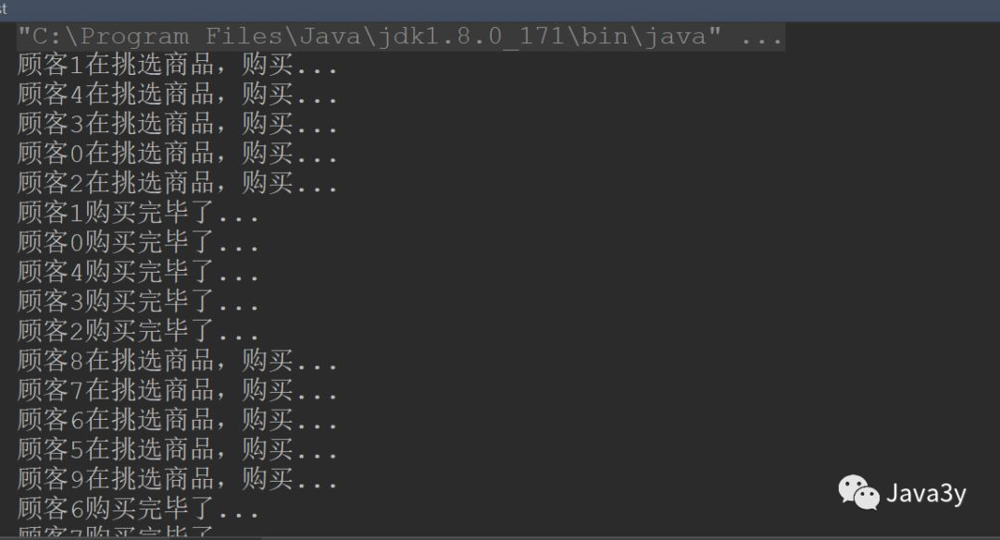 st
"C:\Program Files\Java\jdk1.8.0_171\bin\java" ...
顾客1在挑选商品，购买...
顾客4在挑选商品，购买...
顾客3在挑选商品，购买...
顾客0在挑选商品，购买...
顾客2在挑选商品，购买...
顾客1购买完毕了...
顾客0购买完毕了...
顾客4购买完毕了...
顾客3购买完毕了...
顾客2购买完毕了...
顾客8在挑选商品，购买...
顾客7在挑选商品，购买...
顾客6在挑选商品，购买...
顾客5在挑选商品，购买...
顾客9在挑选商品，购买...
顾客6购买完毕了...
顾客7购买完毕了
Java3y